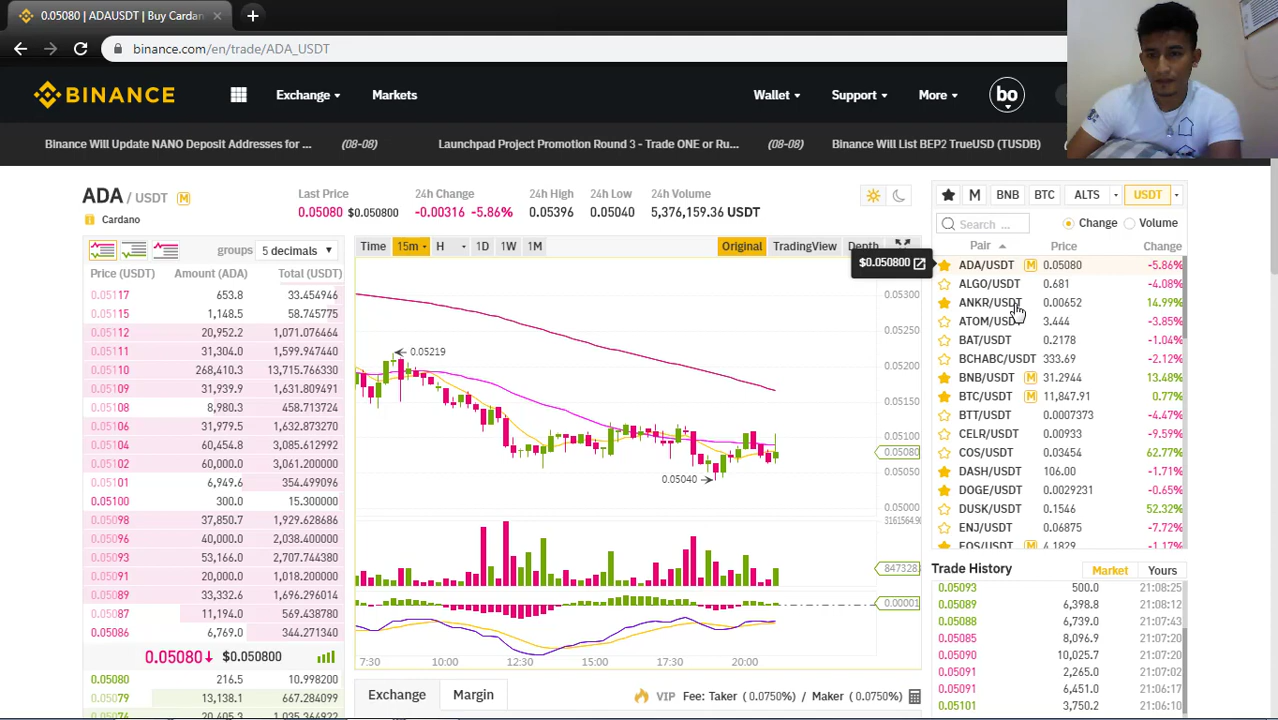 0.05080 | ADAUSDT | Buy Cardan
binance.com/en/trade/ADA_USDT
BINANCE Exchange Markets Wallet Support More bo
Binance Will Update NANO Deposit Addresses for ... (08-08) Launchpad Project Promotion Round 3 - Trade ONE or Ru... (08-08) Binance Will List BEP2 TrueUSD (TUSDB)
ADA / USDT M
Cardano
Last Price 24h Change 24h High 24h Low 24h Volume
0.05080 $0.050800 -0.00316 -5.86% 0.05396 0.05040 5,376,159.36 USDT
M BNB BTC ALTS USDT
Search ... Change Volume
groups 5 decimals
Time 15m H 1D 1W 1M Original TradingView Depth
Price (USDT) Amount (ADA) Total (USDT)
0.05117 653.8 33.454946
0.05115 1,148.5 58.745775
0.05112 20,952.2 1,071.076464
0.05111 31,304.0 1,599.947440
0.05110 268,410.3 13,715.766330
0.05109 31,939.7 1,631.809491
0.05108 8,980.3 458.713724
0.05106 31,979.5 1,632.873270
0.05104 60,454.8 3,085.612992
0.05102 60,000.0 3,061.200000
0.05101 6,949.6 354.499096
0.05100 300.0 15.300000
0.05098 37,850.7 1,929.628686
0.05096 40,000.0 2,038.400000
0.05093 53,166.0 2,707.744380
0.05091 20,000.0 1,018.200000
0.05089 33,332.0 1,696.265480
0.05087 11,194.0 569.438780
0.05086 6,769.0 344.271340
0.05080 $0.050800
0.05080 216.5 10.998200
0.05079 13,138.1 667.284099
0.05219
0.05040
0.05300
0.05250
0.05200
0.05150
0.05100
0.05080
0.05050
0.05000
3161564.90
847328
0.00001
7:30 10:00 12:30 15:00 17:30 20:00
Exchange Margin VIP Fee: Taker ( 0.0750%) / Maker ( 0.0750%)
$0.050800
Pair Price Change
ADA/USDT M 0.05080 -5.86%
ALGO/USDT 0.681 -4.08%
ANKR/USDT 0.00652 14.99%
ATOM/USDT 3.444 -3.85%
BAT/USDT 0.2178 -1.04%
BCHABC/USDT 333.69 -2.12%
BNB/USDT M 31.2944 13.48%
BTC/USDT M 11,847.91 0.77%
BTT/USDT 0.0007373 -4.47%
CELR/USDT 0.00933 -9.59%
COS/USDT 0.03454 62.77%
DASH/USDT 106.00 -1.71%
DOGE/USDT 0.0029231 -0.65%
DUSK/USDT 0.1546 52.32%
ENJ/USDT 0.06875 -7.72%
EOS/USDT M 4.1829 -1.17%
Trade History Market Yours
0.05093 500.0 21:08:25
0.05089 6,398.8 21:08:12
0.05088 6,739.0 21:07:43
0.05085 8,096.9 21:07:20
0.05090 10,025.7 21:07:20
0.05091 2,265.0 21:06:23
0.05091 6,451.0 21:06:17
0.05101 3,750.2 21:06:10